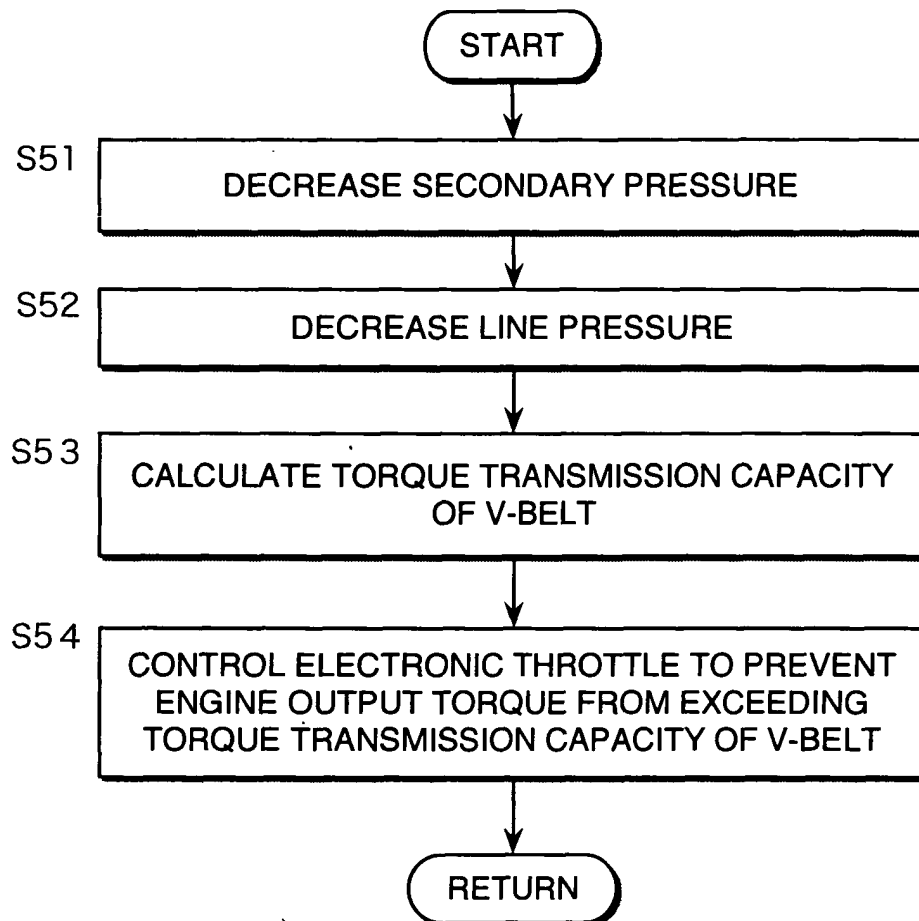 START
S51
DECREASE SECONDARY PRESSURE
S52
DECREASE LINE PRESSURE
S53
CALCULATE TORQUE TRANSMISSION CAPACITY
OF V-BELT
S54
CONTROL ELECTRONIC THROTTLE TO PREVENT
ENGINE OUTPUT TORQUE FROM EXCEEDING
TORQUE TRANSMISSION CAPACITY OF V-BELT
RETURN